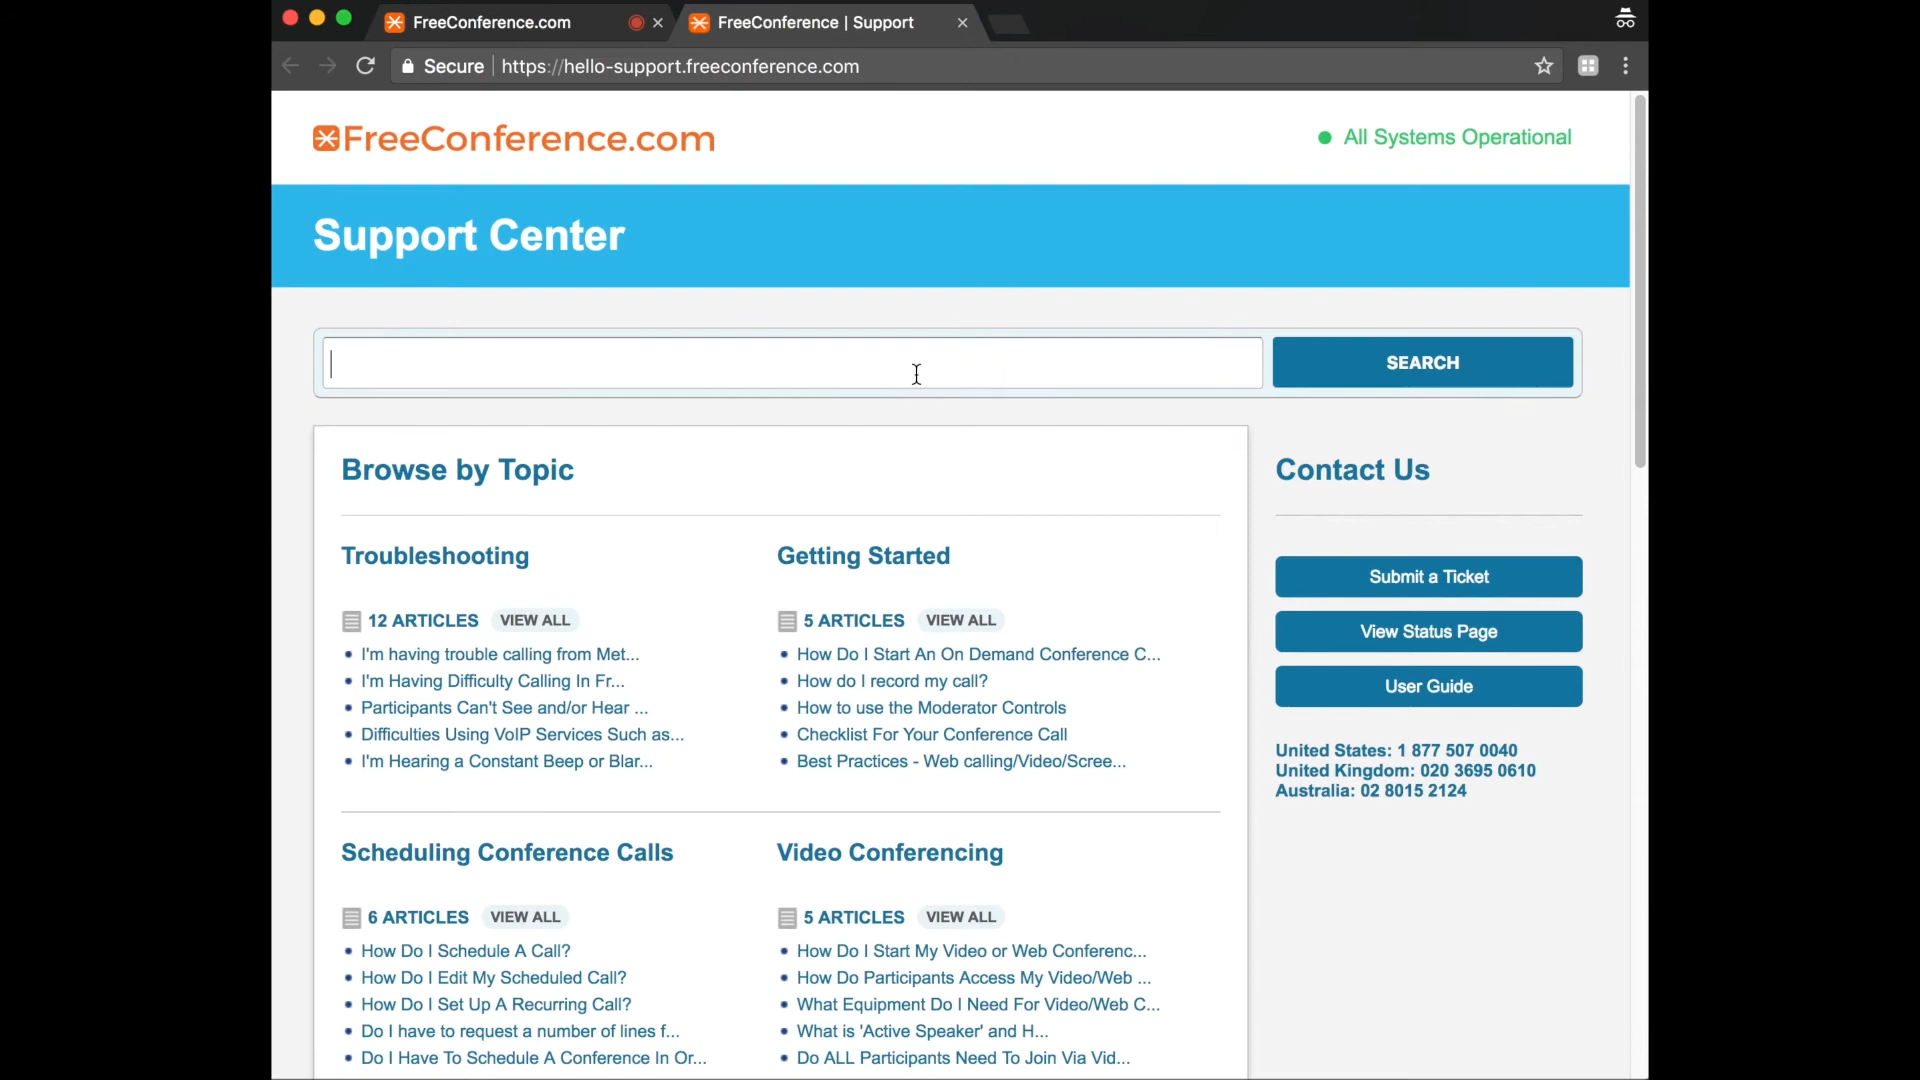 FreeConference.com
FreeConference | Support
Secure
https://hello-support.freeconference.com
FreeConference.com
All Systems Operational
Support Center
SEARCH
Browse by Topic
Troubleshooting
12 ARTICLES VIEW ALL
I'm having trouble calling from Met...
I'm Having Difficulty Calling In Fr...
Participants Can't See and/or Hear ...
Difficulties Using VoIP Services Such as...
I'm Hearing a Constant Beep or Blar...
Getting Started
5 ARTICLES VIEW ALL
How Do I Start An On Demand Conference C...
How do I record my call?
How to use the Moderator Controls
Checklist For Your Conference Call
Best Practices - Web calling/Video/Scree...
Scheduling Conference Calls
6 ARTICLES VIEW ALL
How Do I Schedule A Call?
How Do I Edit My Scheduled Call?
How Do I Set Up A Recurring Call?
Do I have to request a number of lines f...
Do I Have To Schedule A Conference In Or...
Video Conferencing
5 ARTICLES VIEW ALL
How Do I Start My Video or Web Conferenc...
How Do Participants Access My Video/Web ...
What Equipment Do I Need For Video/Web C...
What is 'Active Speaker' and H...
Do ALL Participants Need To Join Via Vid...
Contact Us
Submit a Ticket
View Status Page
User Guide
United States: 1 877 507 0040
United Kingdom: 020 3695 0610
Australia: 02 8015 2124